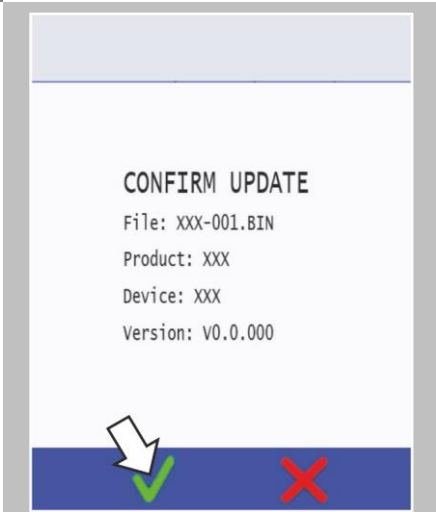 CONFIRM UPDATE
File: XXX-001.BIN
Product: XXX
Device: XXX
Version: V0.0.000